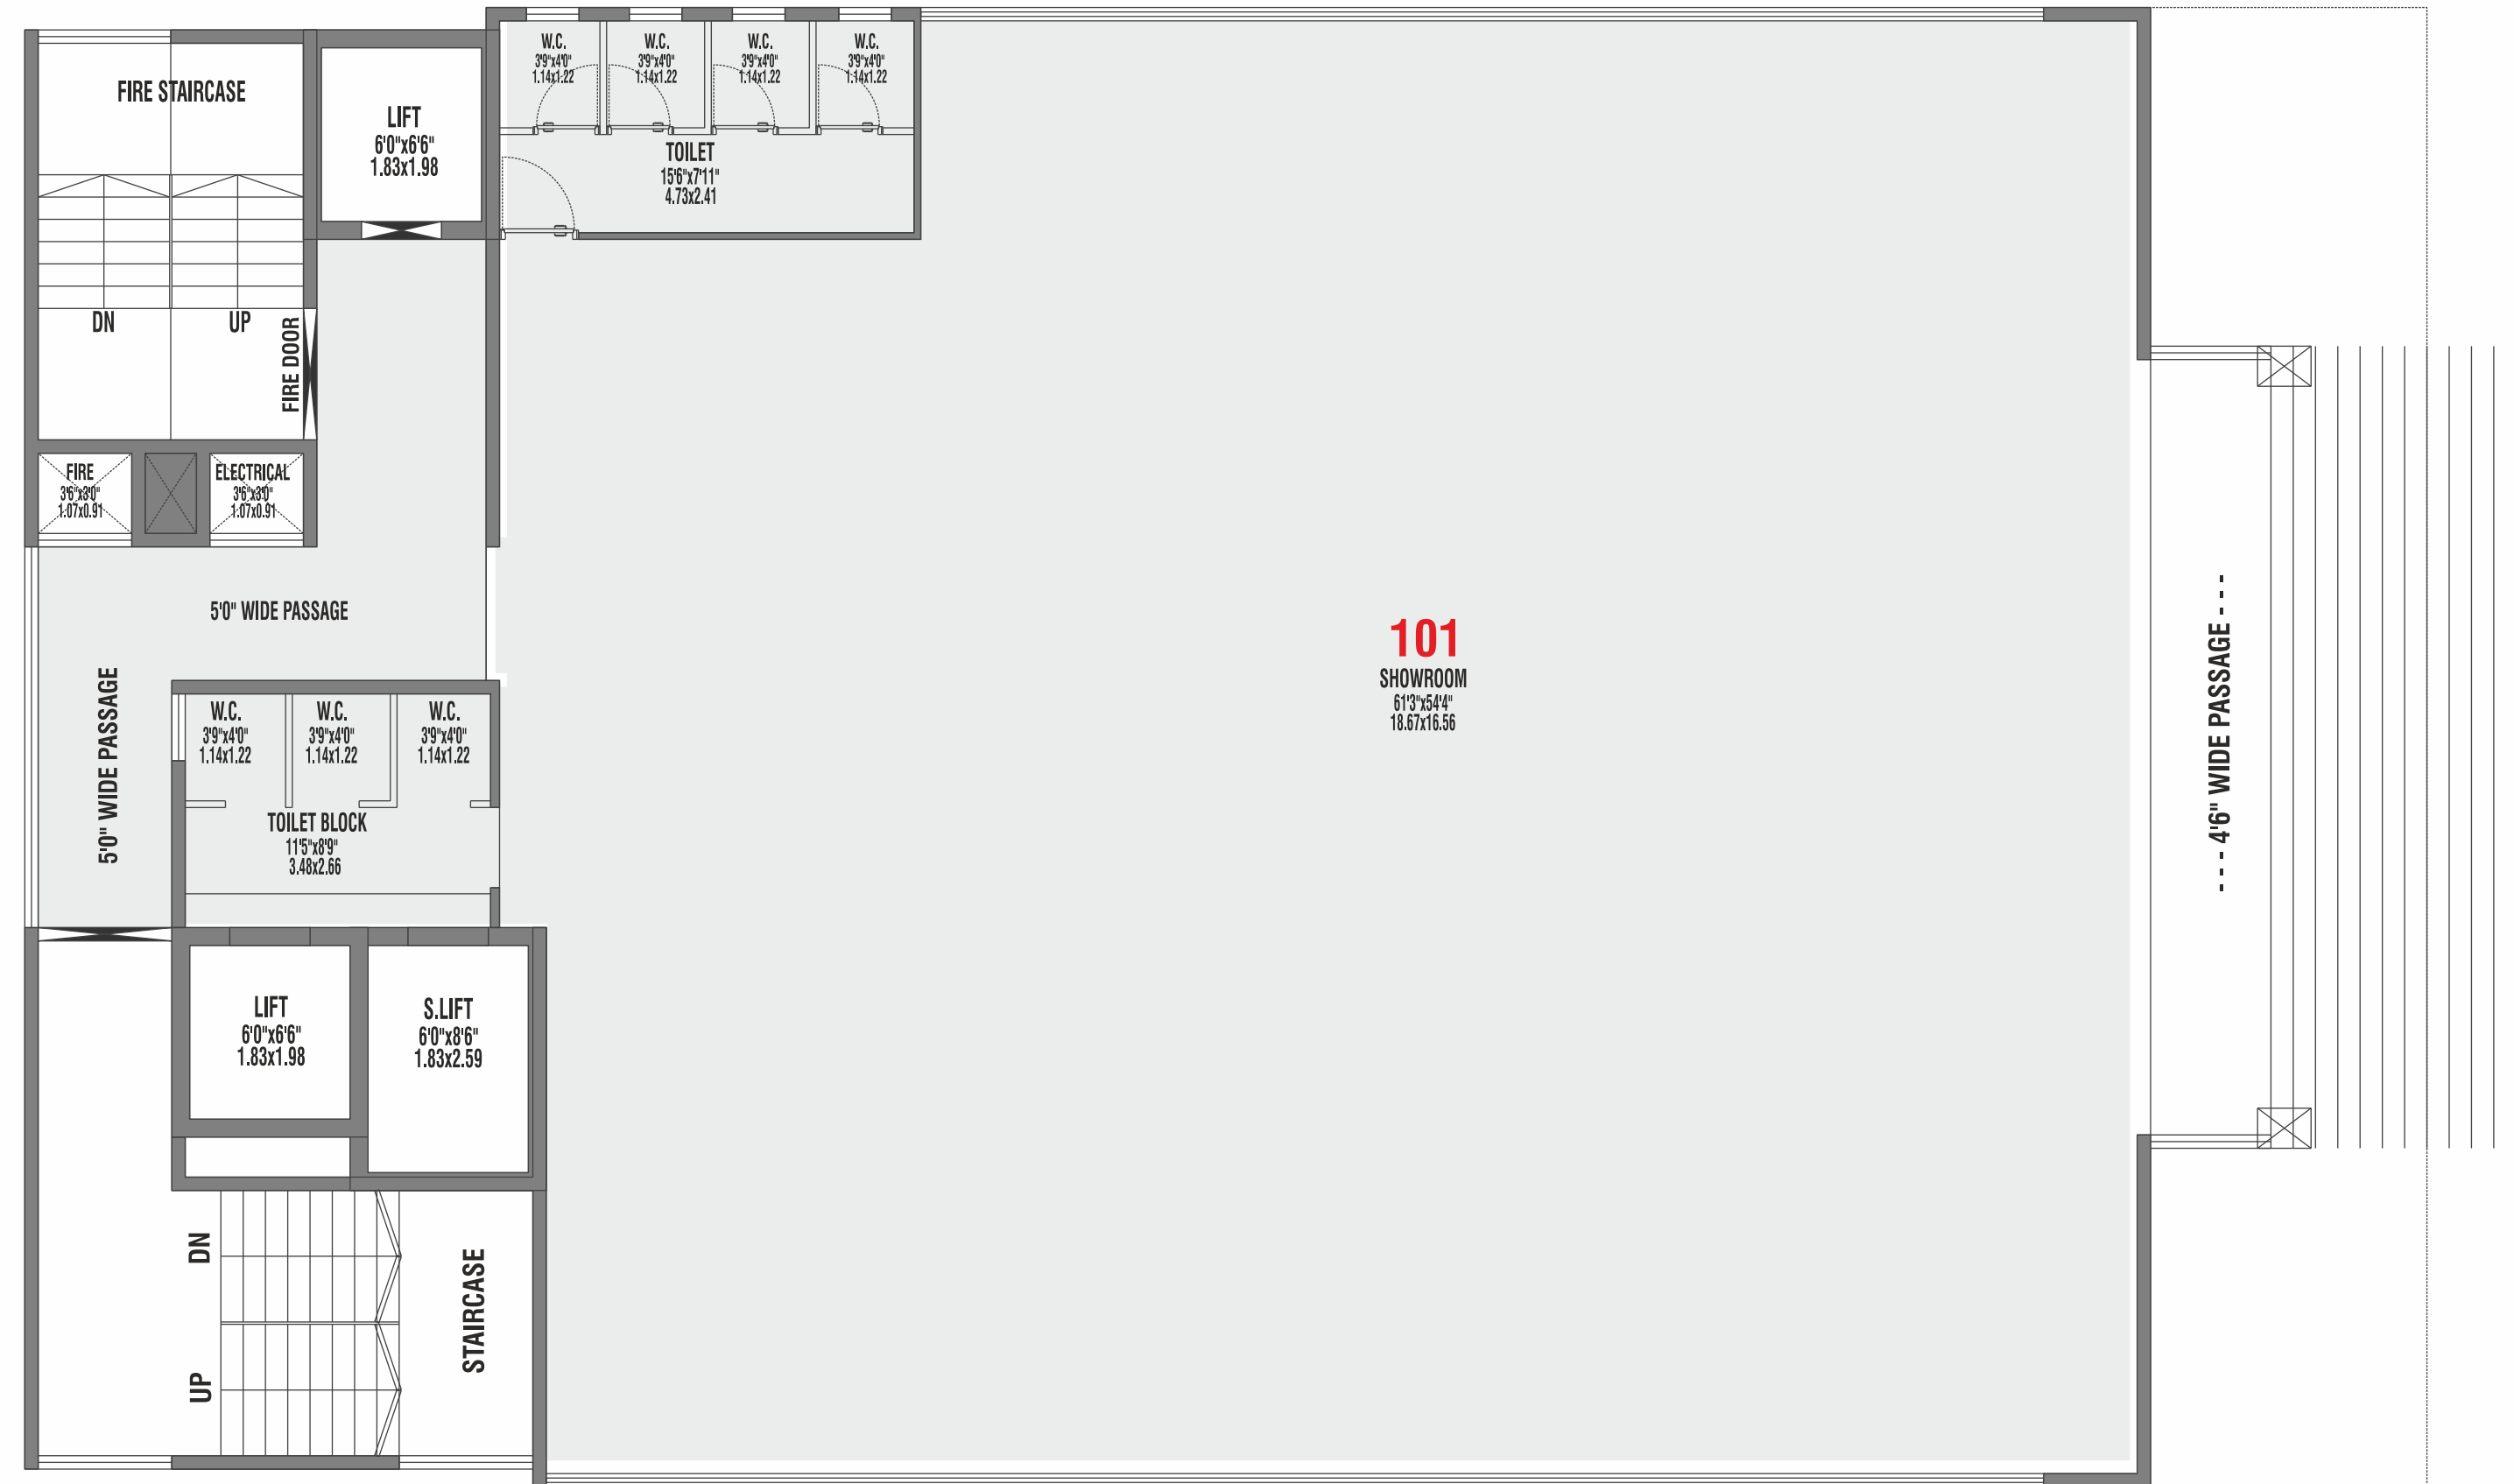 W.C.
3'9"x4'0"
1.14x1.22
W.C.
3'9"x4'0"
1.14x1.22
W.C.
3'9"x4'0"
1.14x1.22
W.C.
3'9"x4'0"
1.14x1.22
FIRE STAIRCASE
LIFT
6'0"x6'6"
1.83x1.98
TOILET
15'6"x7'11"
4.73x2.41
DN
UP
FIRE DOOR
FIRE
3'6"x3'0"
1.07x0.91
ELECTRICAL
3'6"x3'0"
1.07x0.91
5'0" WIDE PASSAGE
5'0" WIDE PASSAGE
101
SHOWROOM
61'3"x54'4"
18.67x16.56
--- 4'6" WIDE PASSAGE ---
W.C.
3'9"x4'0"
1.14x1.22
W.C.
3'9"x4'0"
1.14x1.22
W.C.
3'9"x4'0"
1.14x1.22
TOILET BLOCK
11'5"x8'9"
3.48x2.66
LIFT
6'0"x6'6"
1.83x1.98
S.LIFT
6'0"x8'6"
1.83x2.59
DN
UP
STAIRCASE